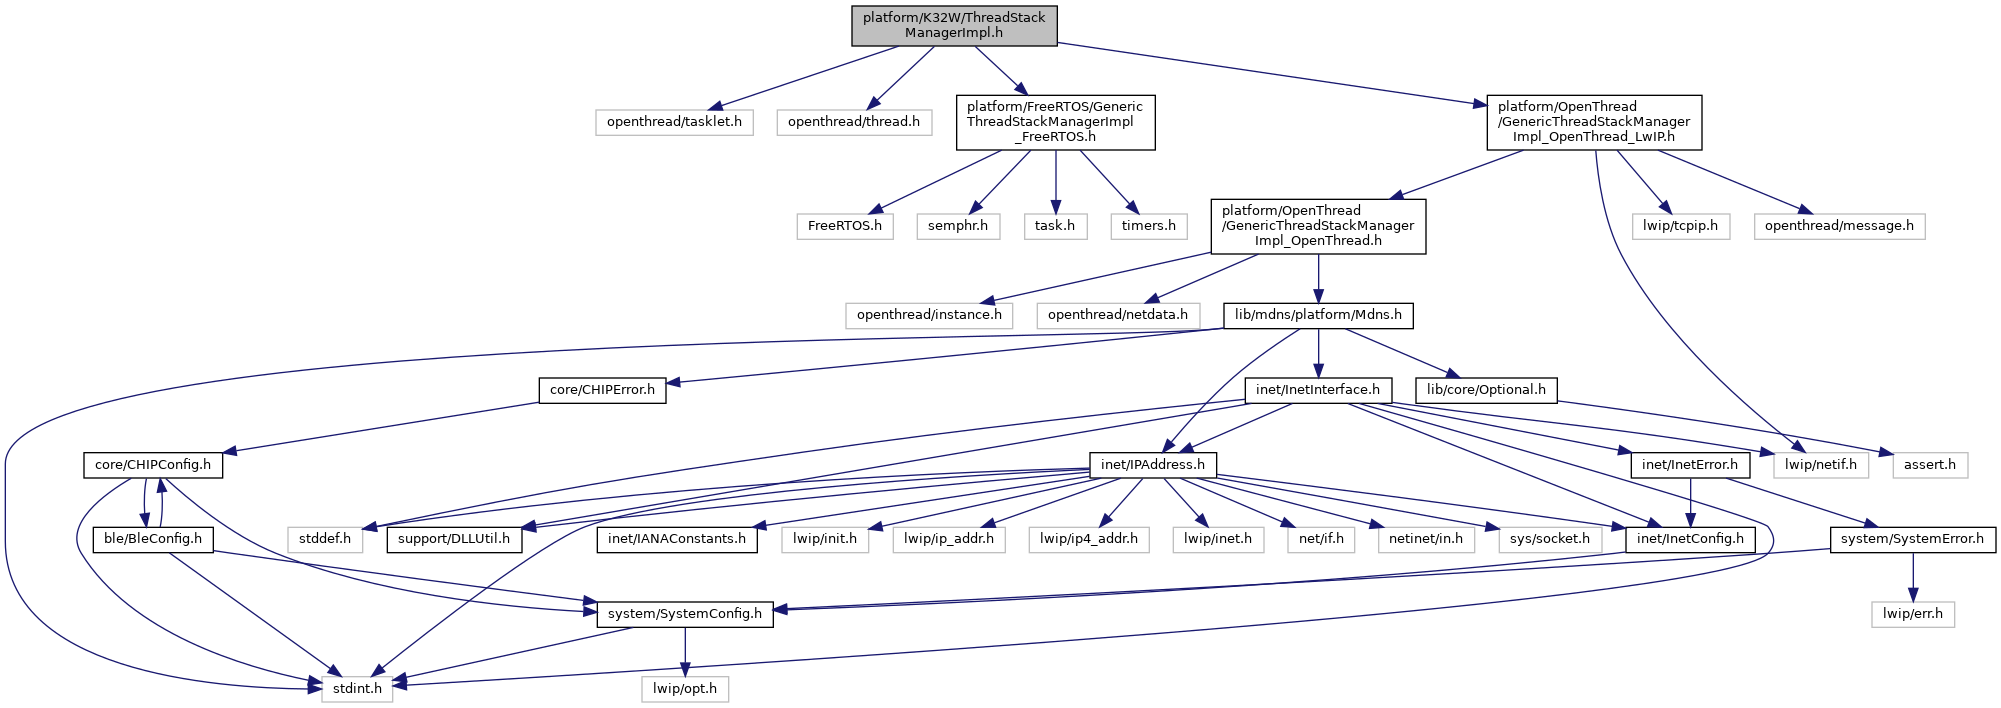 platform/K32W/ThreadStack
ManagerImpl.h
openthread/tasklet.h
openthread/thread.h
platform/FreeRTOS/Generic
ThreadStackManagerImpl
_FreeRTOS.h
platform/OpenThread
/GenericThreadStackManager
Impl_OpenThread_LwIP.h
FreeRTOS.h
semphr.h
task.h
timers.h
platform/OpenThread
/GenericThreadStackManager
Impl_OpenThread.h
lwip/tcpip.h
openthread/message.h
openthread/instance.h
openthread/netdata.h
lib/mdns/platform/Mdns.h
core/CHIPError.h
inet/InetInterface.h
lib/core/Optional.h
core/CHIPConfig.h
inet/IPAddress.h
inet/InetError.h
lwip/netif.h
assert.h
ble/BleConfig.h
stddef.h
support/DLLUtil.h
inet/IANAConstants.h
lwip/init.h
lwip/ip_addr.h
lwip/ip4_addr.h
lwip/inet.h
net/if.h
netinet/in.h
sys/socket.h
inet/InetConfig.h
system/SystemError.h
system/SystemConfig.h
lwip/err.h
stdint.h
lwip/opt.h